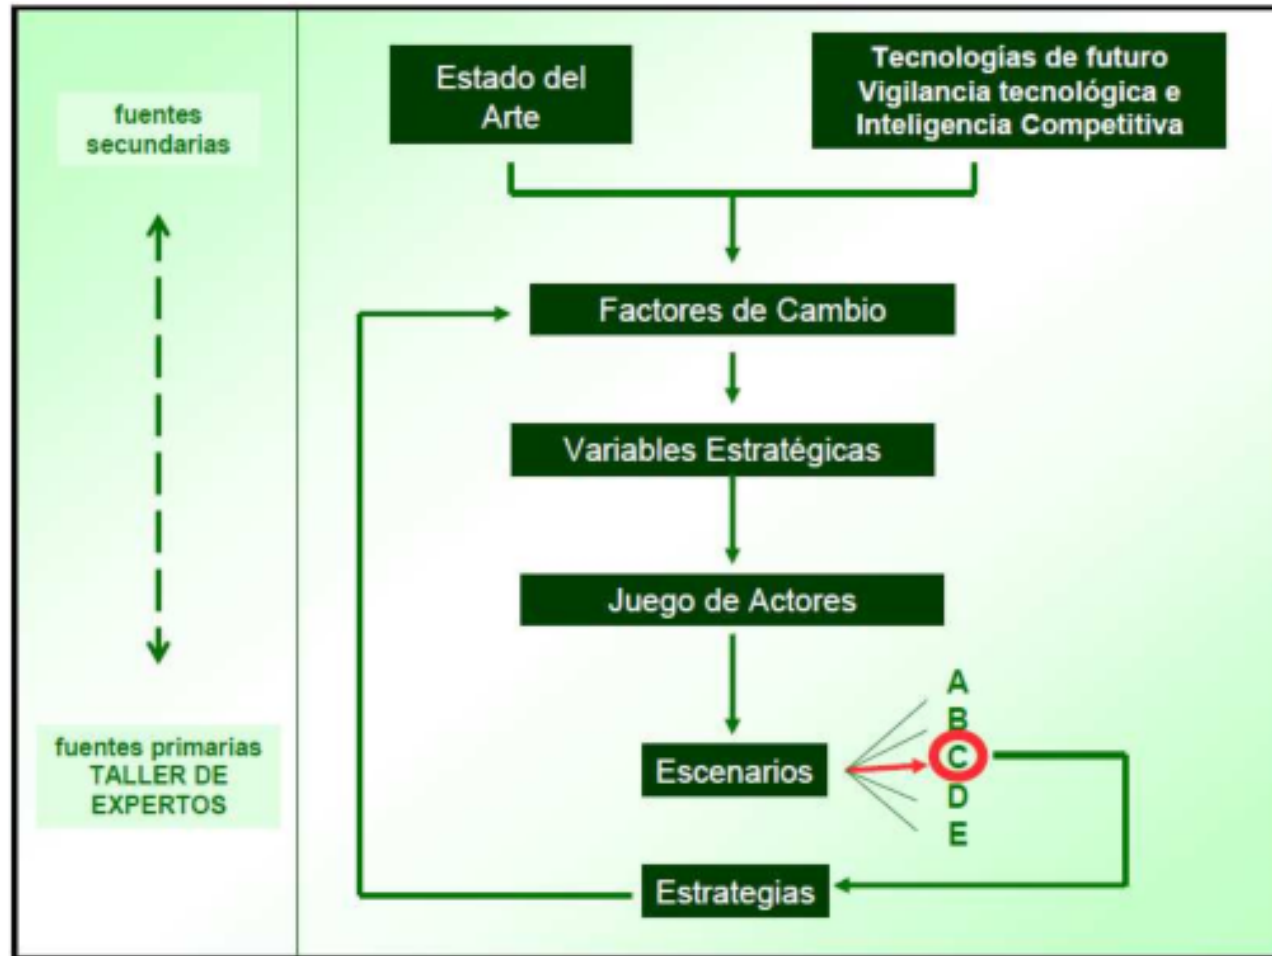 fuentes
secundarias
fuentes primarias
TALLER DE
EXPERTOS
Estado del
Arte
Tecnologías de futuro
Vigilancia tecnológica e
Inteligencia Competitiva
Factores de Cambio
Variables Estratégicas
Juego de Actores
Escenarios
A
B
C
D
E
Estrategias